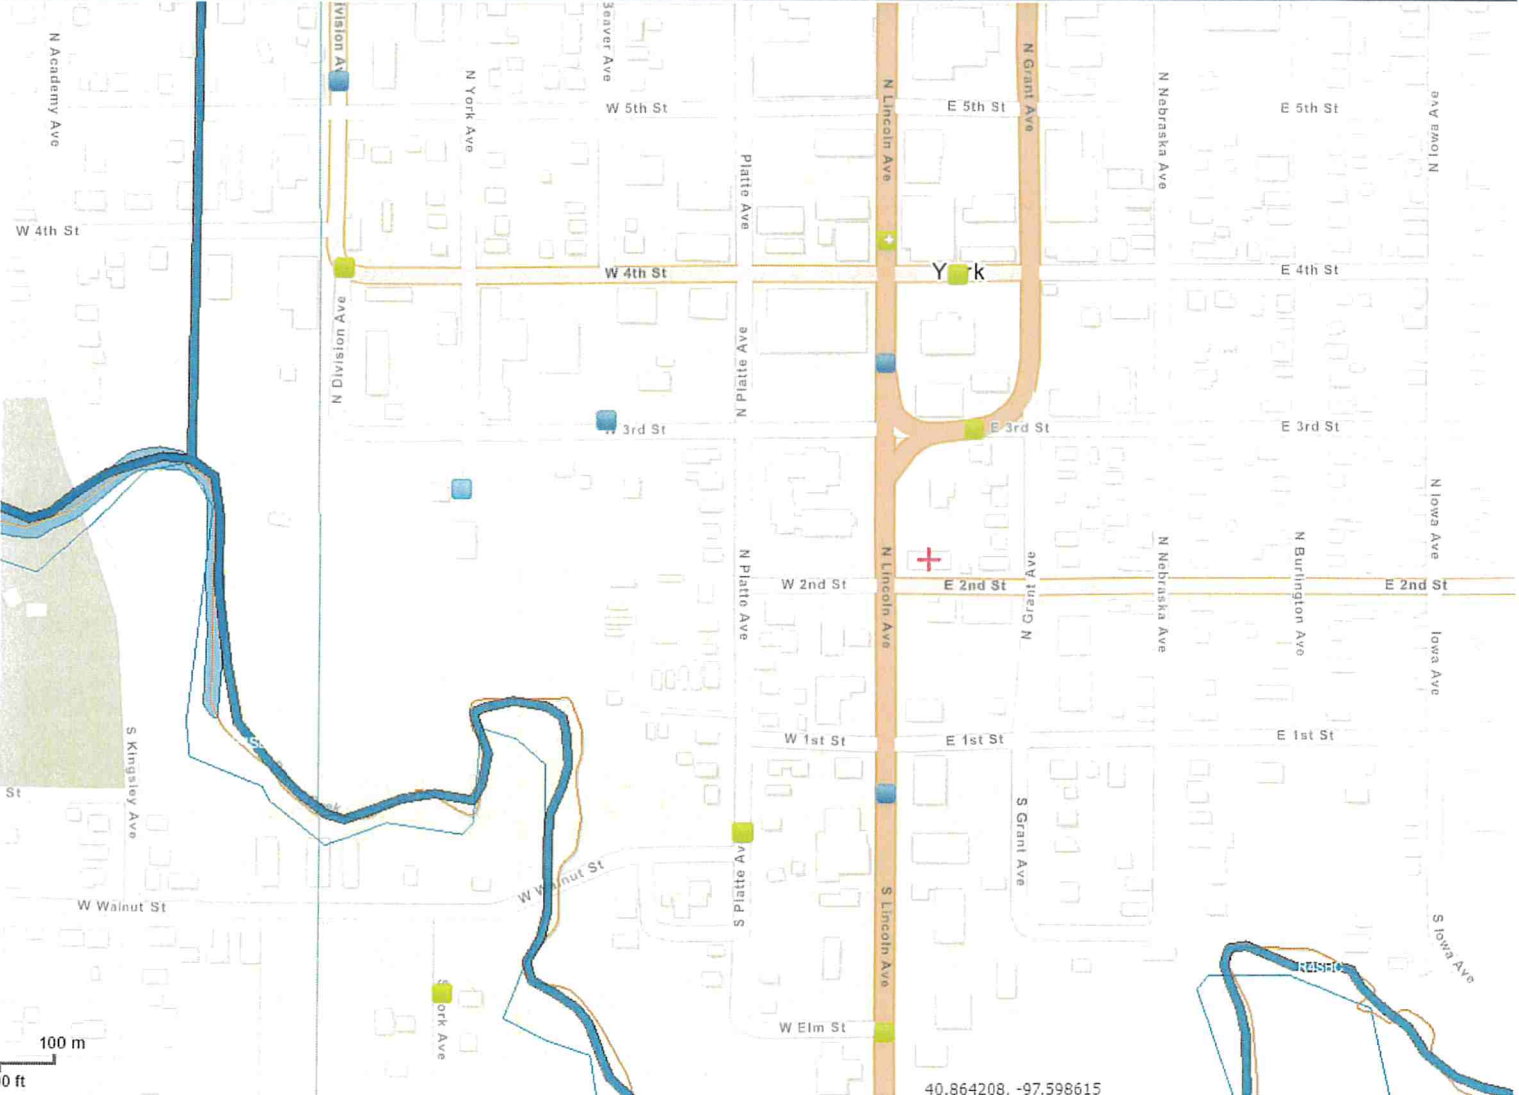 N Academy Ave
ivision Av
N York Ave
Beaver Ave
W 5th St
Platte Ave
N Lincoln Ave
E 5th St
N Grant Ave
N Nebraska Ave
E 5th St
N Iowa Ave
W 4th St
W 4th St
Y rk
E 4th St
N Division Ave
N Platte Ave
W 3rd St
E 3rd St
E 3rd St
N Iowa Ave
N Platte Ave
W 2nd St
N Lincoln Ave
E 2nd St
N Grant Ave
N Nebraska Ave
N Burlington Ave
E 2nd St
Iowa Ave
S Kingsley Ave
W 1st St
E 1st St
E 1st St
St
S Grant Ave
W Walnut St
W Walnut St
S Platte Av
S Lincoln Ave
S Iowa Ave
R4SBC
S
ork Ave
W Elm St
100 m
0 ft
40.864208, -97.598615